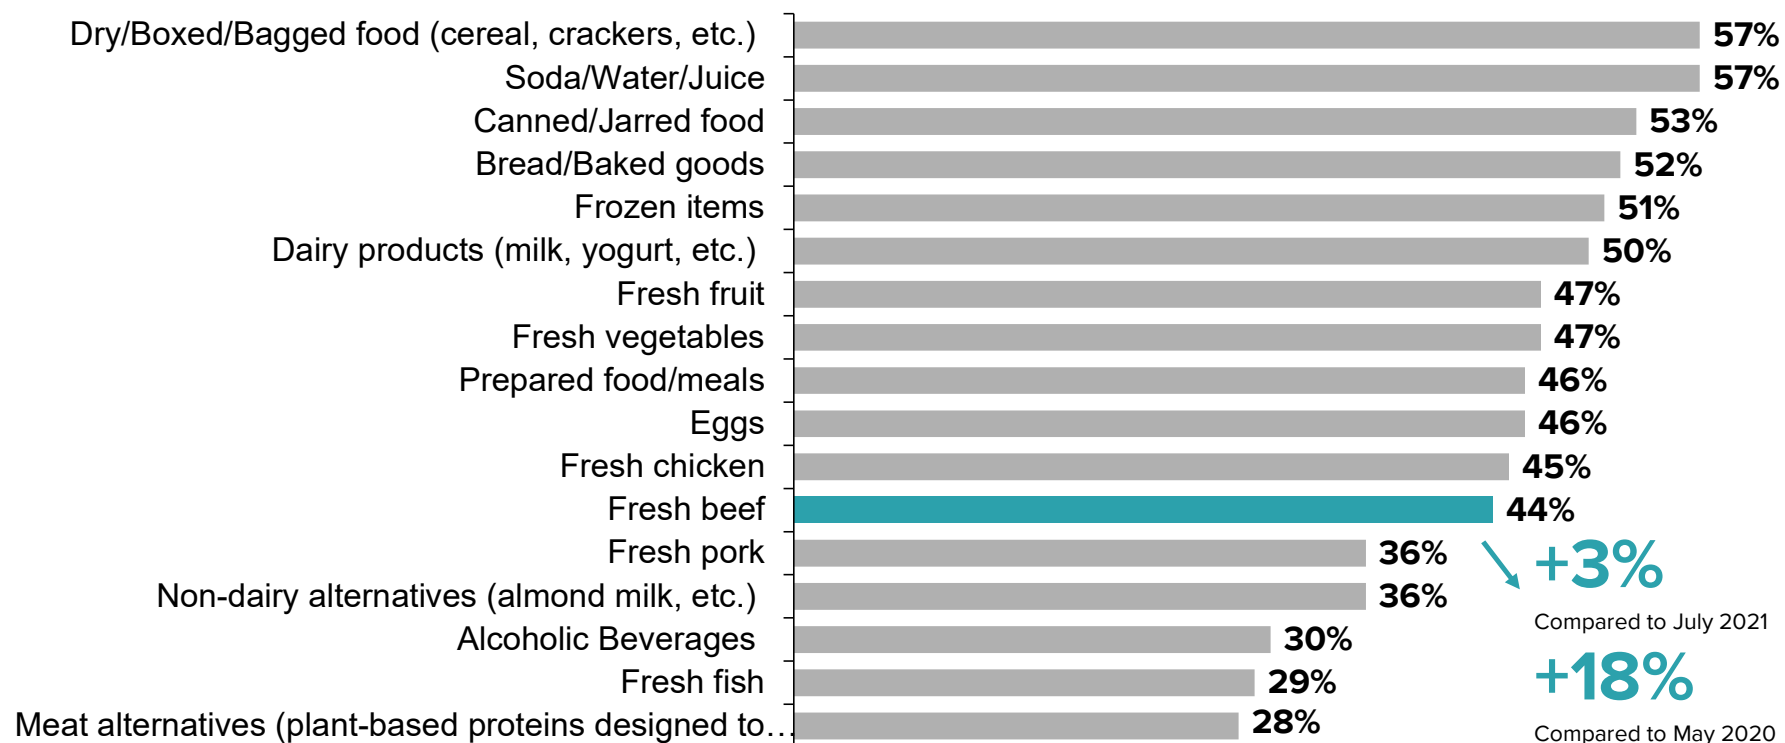 Dry/Boxed/Bagged food (cereal, crackers, etc.) 57%
Soda/Water/Juice 57%
Canned/Jarred food 53%
Bread/Baked goods 52%
Frozen items 51%
Dairy products (milk, yogurt, etc.) 50%
Fresh fruit 47%
Fresh vegetables 47%
Prepared food/meals 46%
Eggs 46%
Fresh chicken 45%
Fresh beef 44%
Fresh pork 36%
+3%
Non-dairy alternatives (almond milk, etc.) 36%
Compared to July 2021
Alcoholic Beverages 30%
Fresh fish 29%
+18%
Meat alternatives (plant-based proteins designed to… 28%
Compared to May 2020